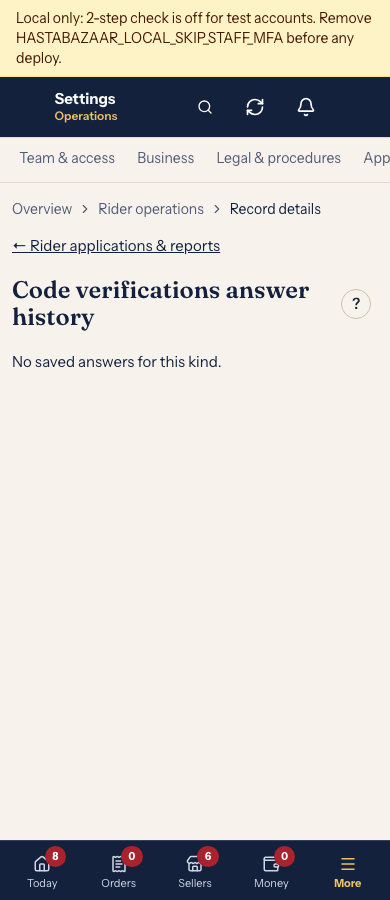 Local only: 2-step check is off for test accounts. Remove
HASTABAZAAR_LOCAL_SKIP_STAFF_MFA before any
deploy.
Settings
Operations
Team & access Business Legal & procedures App
Overview > Rider operations > Record details
← Rider applications & reports
Code verifications answer
history
?
No saved answers for this kind.
8 0 6 0
Today Orders Sellers Money More